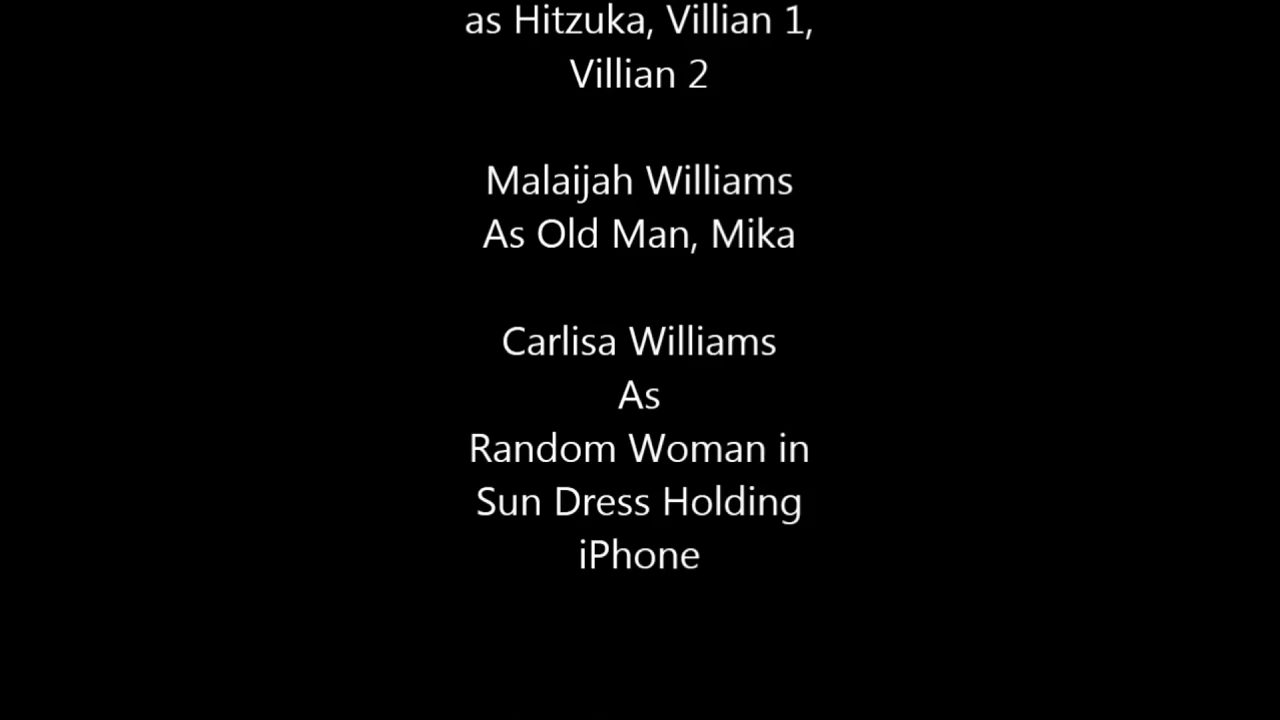 as Hitzuka, Villian 1,
Villian 2
Malaijah Williams
As Old Man, Mika
Carlisa Williams
As
Random Woman in
Sun Dress Holding
iPhone